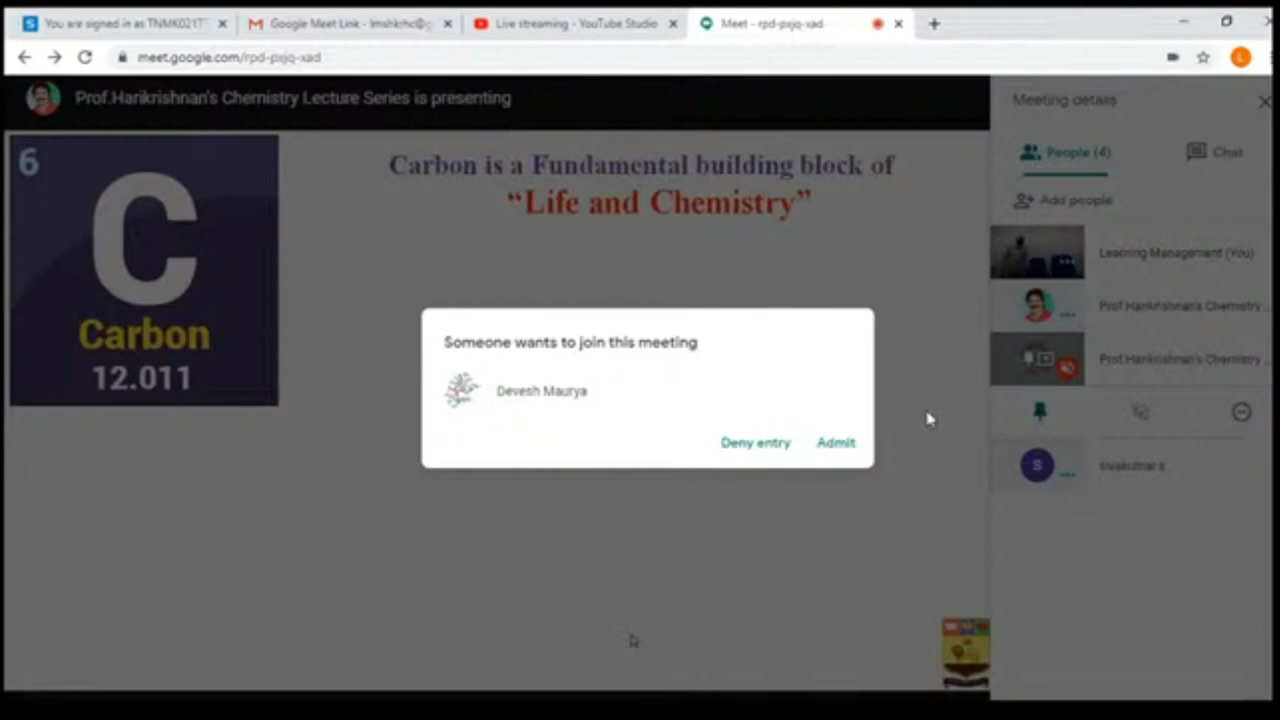 You are signed in as TNMK021T
Google Meet Link - lmshkrhc@g
Live streaming - YouTube Studio
Meet - rpd-pxjq-xad
meet.google.com/rpd-pxjq-xad
L
Prof.Harikrishnan's Chemistry Lecture Series is presenting
Meeting details
6
C
Carbon
12.011
Carbon is a Fundamental building block of
“Life and Chemistry”
People (4)
Chat
Add people
Learning Management (You)
Prof.Harikrishnan's Chemistry ...
Prof.Harikrishnan's Chemistry ...
S
sivakumar s
Someone wants to join this meeting
Devesh Maurya
Deny entry
Admit